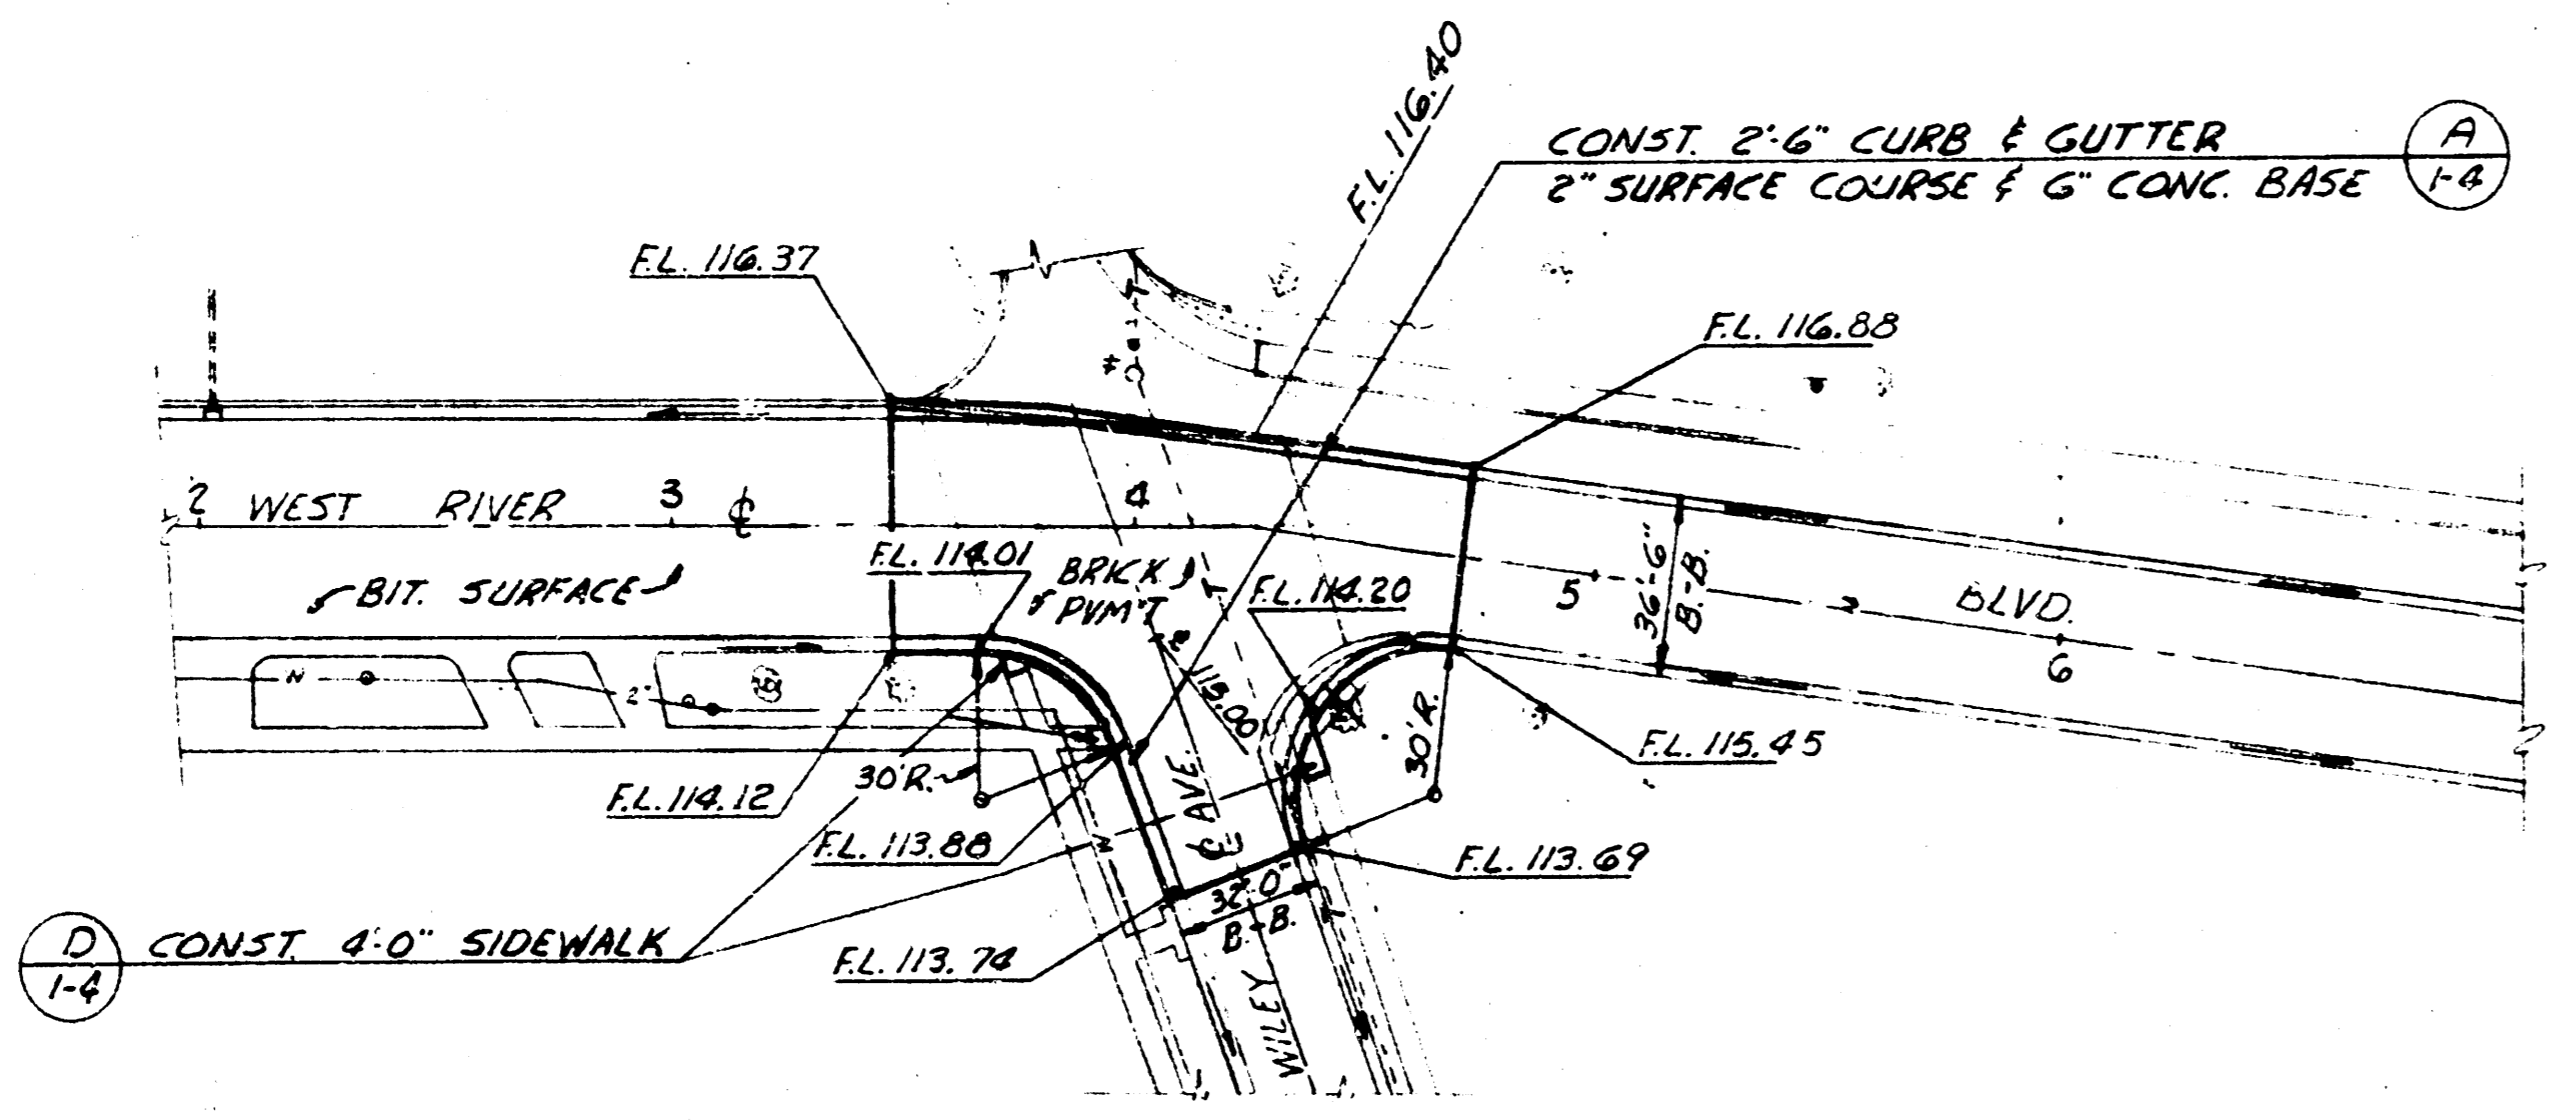 F.L. 116.40
CONST. 2'-6" CURB & GUTTER
2" SURFACE COURSE & 6" CONC. BASE
A
1-4
F.L. 116.37
F.L. 116.88
2 WEST RIVER 3 ℄ 4
F.L. 114.01
BRICK
PVM'T
F.L. 114.20
5
36'-6"
B.-B.
BLVD.
6
BIT. SURFACE
2"
115.00
30'R.
30'R.
F.L. 115.45
F.L. 114.12
F.L. 113.88
℄ AVE.
F.L. 113.69
32'-0"
B.-B.
D
1-4
CONST. 4'-0" SIDEWALK
F.L. 113.74
WILEY